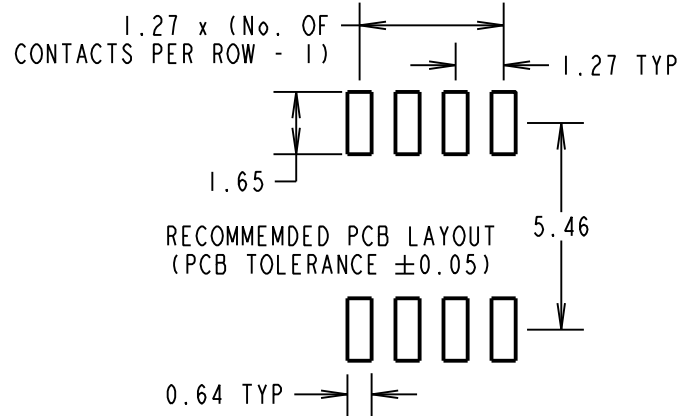 1.27 x (No. OF
CONTACTS PER ROW - 1)
1.27 TYP
1.65
RECOMMEMDED PCB LAYOUT
(PCB TOLERANCE ±0.05)
5.46
0.64 TYP